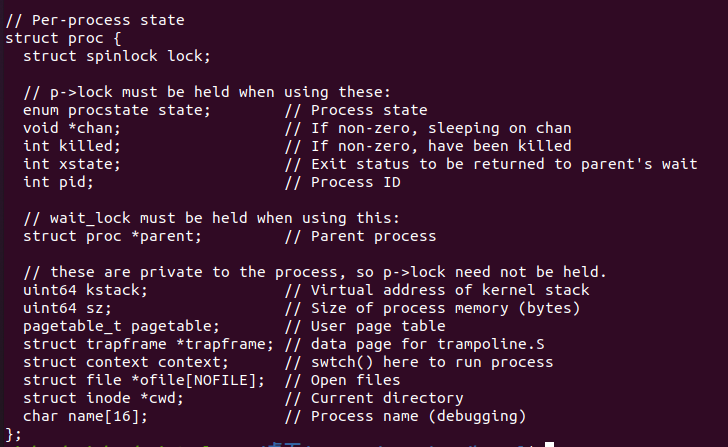 // Per-process state
struct proc {
  struct spinlock lock;

  // p->lock must be held when using these:
  enum procstate state;        // Process state
  void *chan;                  // If non-zero, sleeping on chan
  int killed;                  // If non-zero, have been killed
  int xstate;                  // Exit status to be returned to parent's wait
  int pid;                     // Process ID

  // wait_lock must be held when using this:
  struct proc *parent;         // Parent process

  // these are private to the process, so p->lock need not be held.
  uint64 kstack;               // Virtual address of kernel stack
  uint64 sz;                   // Size of process memory (bytes)
  pagetable_t pagetable;       // User page table
  struct trapframe *trapframe; // data page for trampoline.S
  struct context context;      // swtch() here to run process
  struct file *ofile[NOFILE];  // Open files
  struct inode *cwd;           // Current directory
  char name[16];               // Process name (debugging)
};